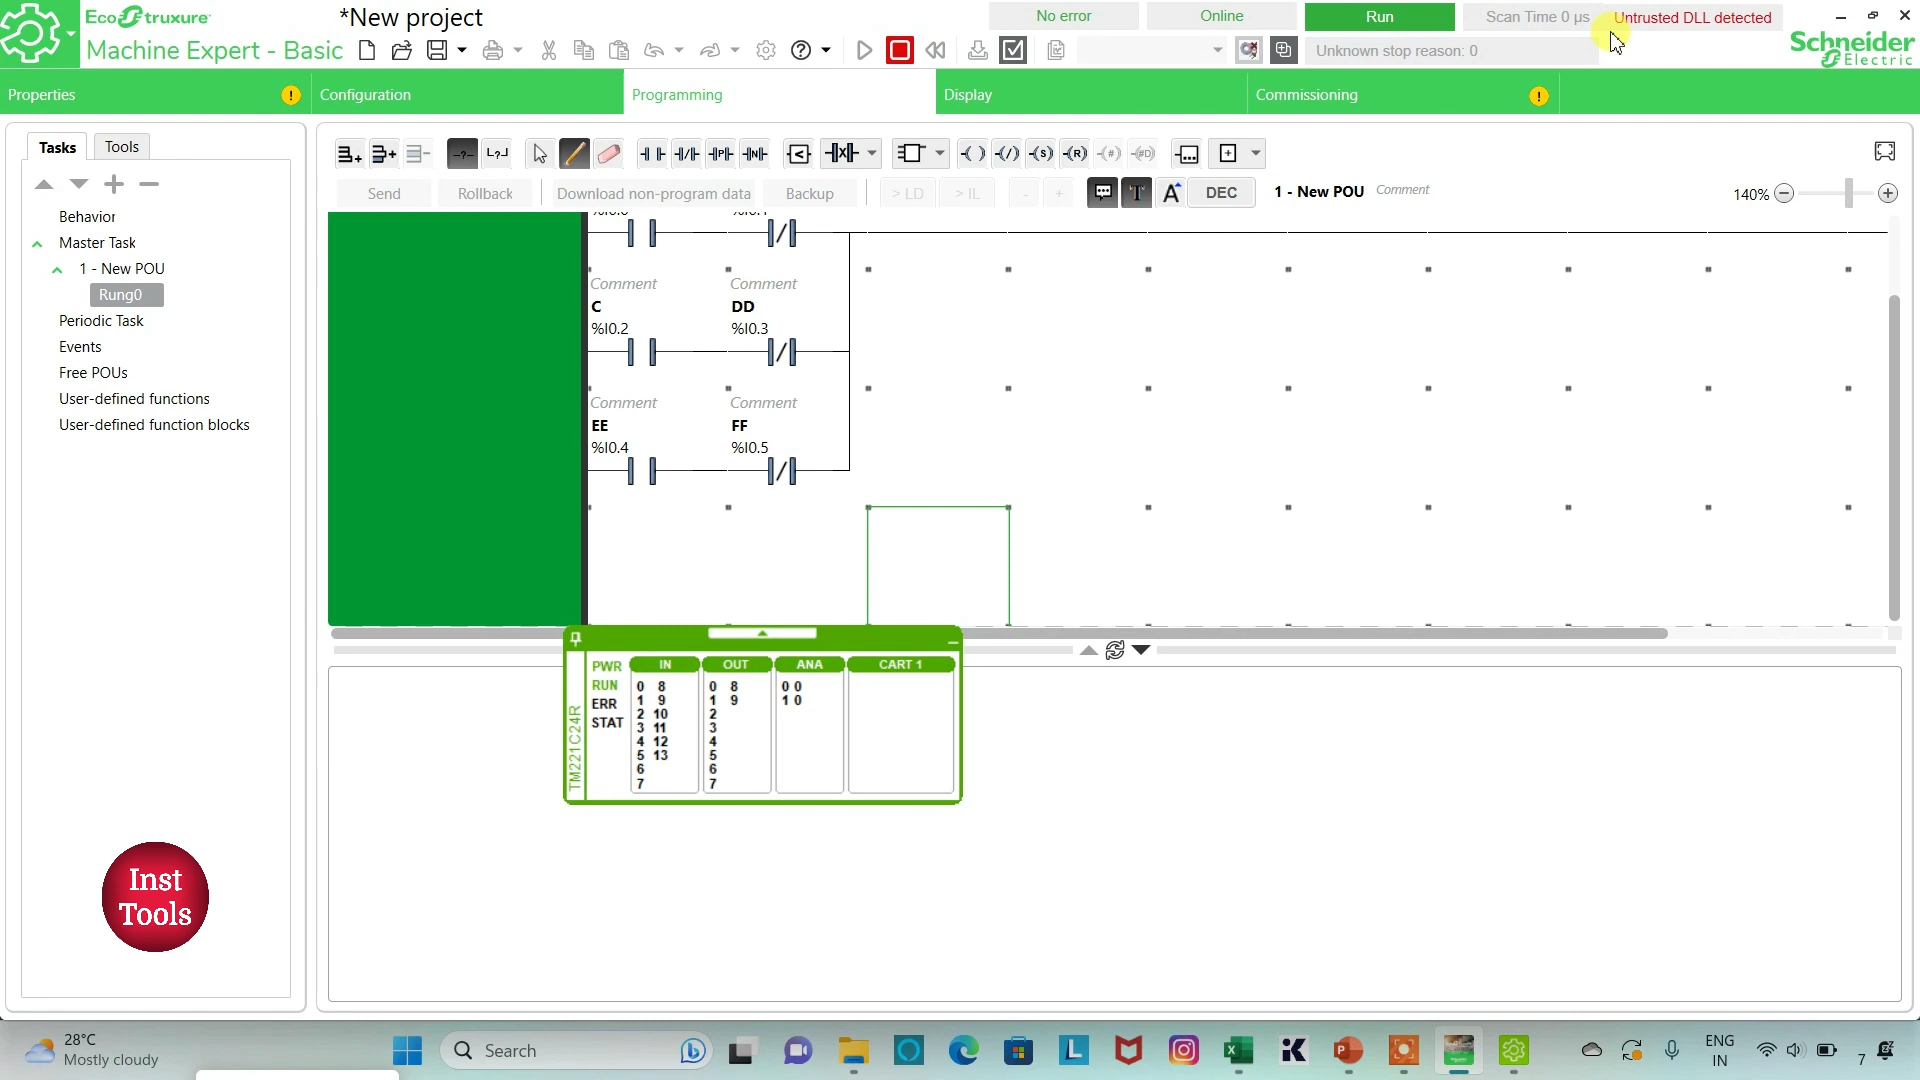 EcoStruxure
Machine Expert - Basic
*New project
No error
Online
Run
Scan Time 0 µs
Untrusted DLL detected
Unknown stop reason: 0
Schneider
Electric
Properties
Configuration
Programming
Display
Commissioning
Tasks
Tools
Behavior
Master Task
1 - New POU
Rung0
Periodic Task
Events
Free POUs
User-defined functions
User-defined function blocks
Send
Rollback
Download non-program data
Backup
> LD
> IL
-
+
T
A
DEC
1 - New POU
Comment
140%
Comment
Comment
C
DD
%I0.2
%I0.3
Comment
Comment
EE
FF
%I0.4
%I0.5
TM221C24R
PWR
RUN
ERR
STAT
IN
0 8
1 9
2 10
3 11
4 12
5 13
6
7
OUT
0 8
1 9
2
3
4
5
6
7
ANA
0 0
1 0
CART 1
Inst
Tools
28°C
Mostly cloudy
Search
ENG
IN
7